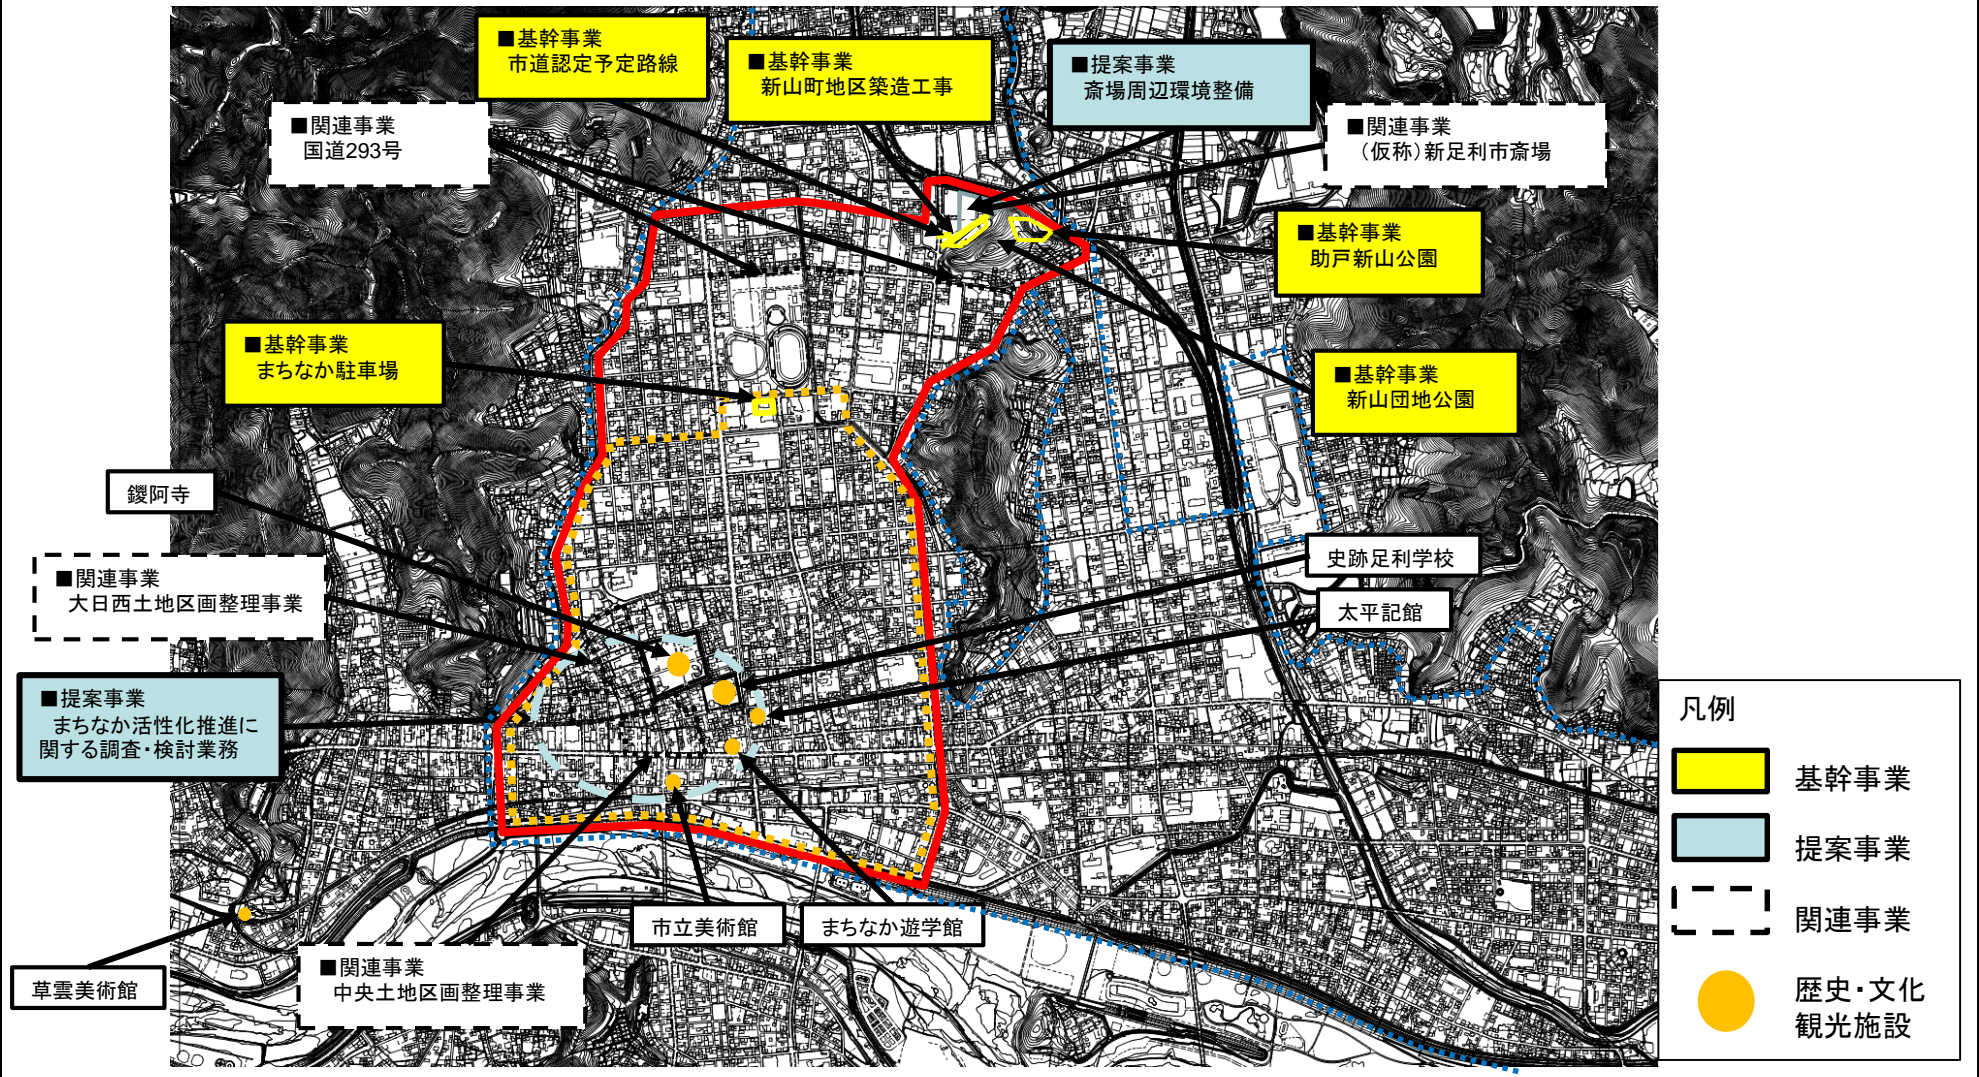 ■基幹事業
市道認定予定路線
■基幹事業
新山町地区築造工事
■提案事業
斎場周辺環境整備
■関連事業
国道293号
■関連事業
（仮称）新足利市斎場
■基幹事業
助戸新山公園
■基幹事業
まちなか駐車場
■基幹事業
新山団地公園
鑁阿寺
史跡足利学校
■関連事業
大日西土地区画整理事業
太平記館
■提案事業
まちなか活性化推進に
関する調査・検討業務
市立美術館
まちなか遊学館
■関連事業
中央土地区画整理事業
草雲美術館
凡例
基幹事業
提案事業
関連事業
歴史・文化
観光施設